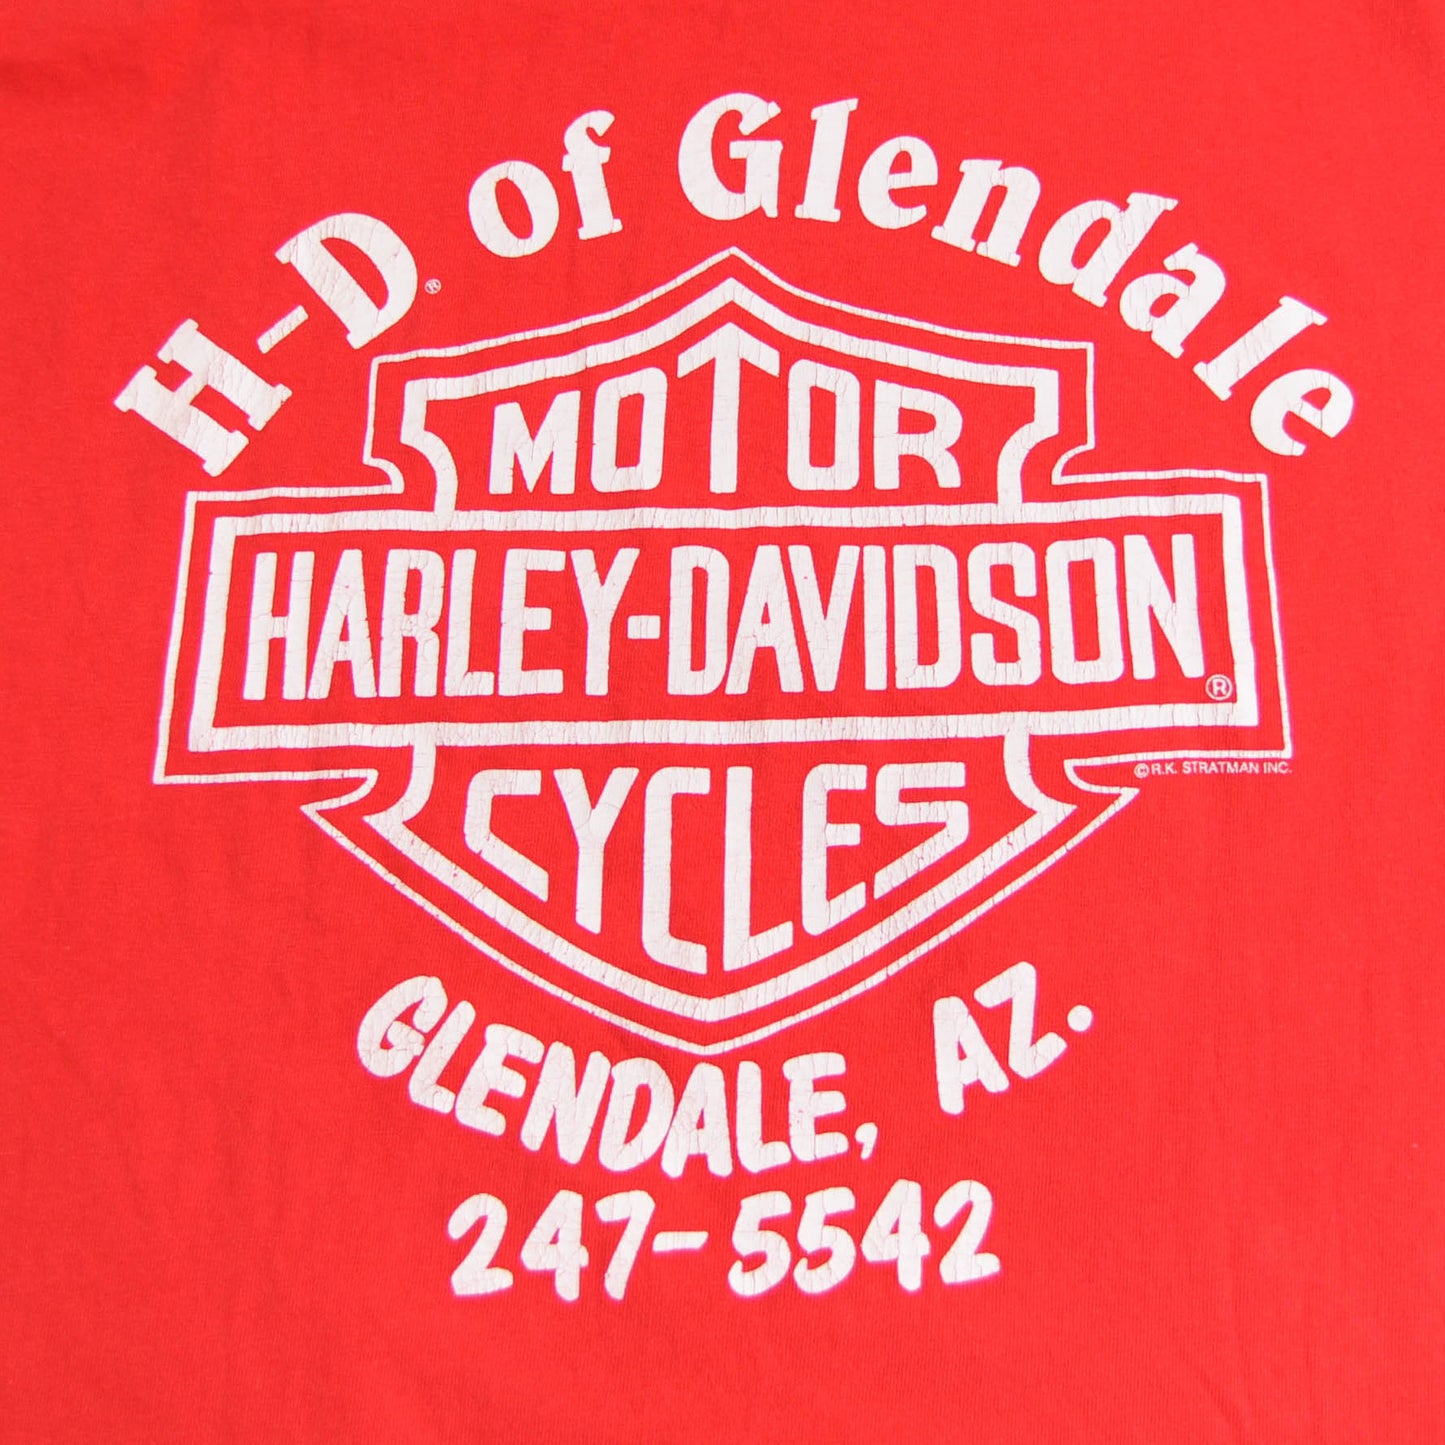 H-D® of Glendale
MOTOR
HARLEY-DAVIDSON®
CYCLES
©R.K. STRATMAN INC.
GLENDALE, AZ.
247-5542